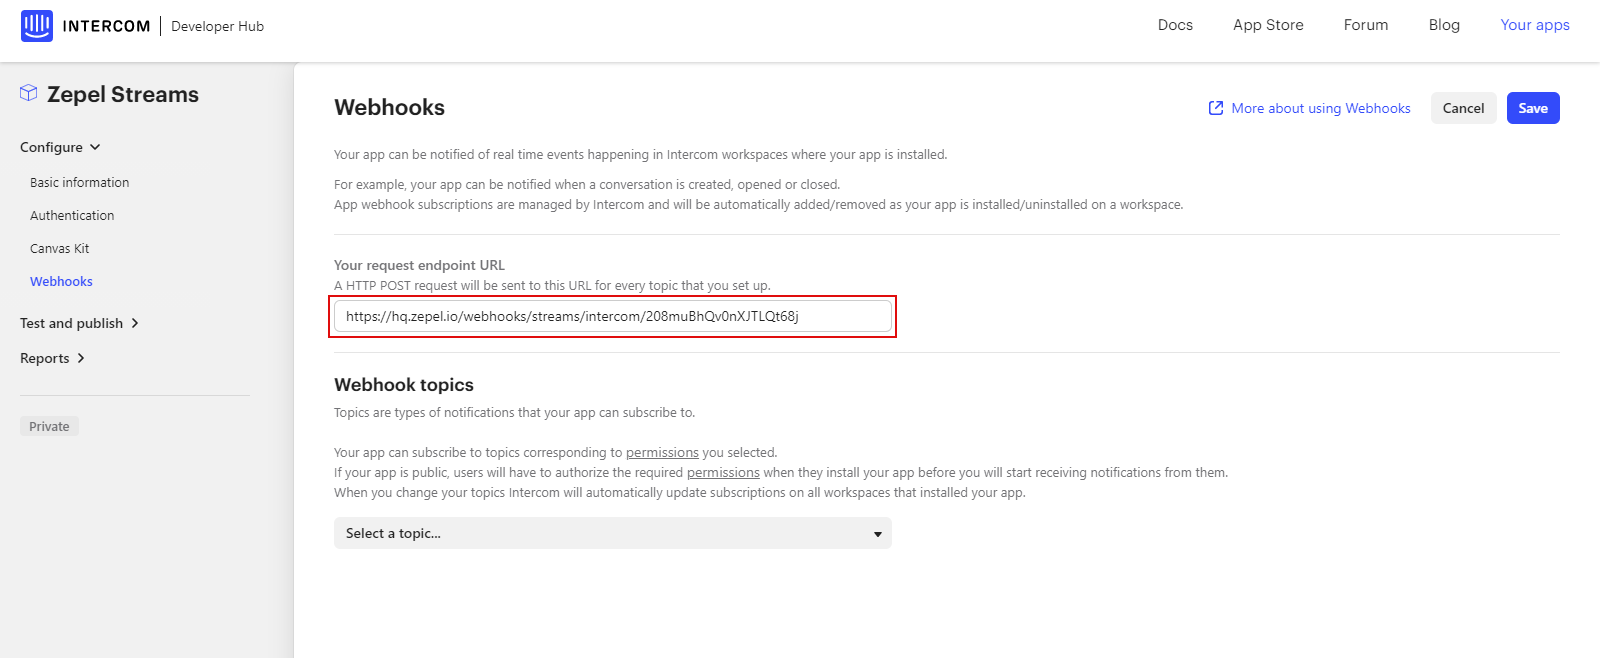 INTERCOM Developer Hub
Docs App Store Forum Blog Your apps
Zepel Streams
Configure
Basic information
Authentication
Canvas Kit
Webhooks
Test and publish
Reports
Private
Webhooks
More about using Webhooks Cancel Save
Your app can be notified of real time events happening in Intercom workspaces where your app is installed.
For example, your app can be notified when a conversation is created, opened or closed.
App webhook subscriptions are managed by Intercom and will be automatically added/removed as your app is installed/uninstalled on a workspace.
Your request endpoint URL
A HTTP POST request will be sent to this URL for every topic that you set up.
https://hq.zepel.io/webhooks/streams/intercom/208muBhQv0nXJTLQt68j
Webhook topics
Topics are types of notifications that your app can subscribe to.
Your app can subscribe to topics corresponding to permissions you selected.
If your app is public, users will have to authorize the required permissions when they install your app before you will start receiving notifications from them.
When you change your topics Intercom will automatically update subscriptions on all workspaces that installed your app.
Select a topic...